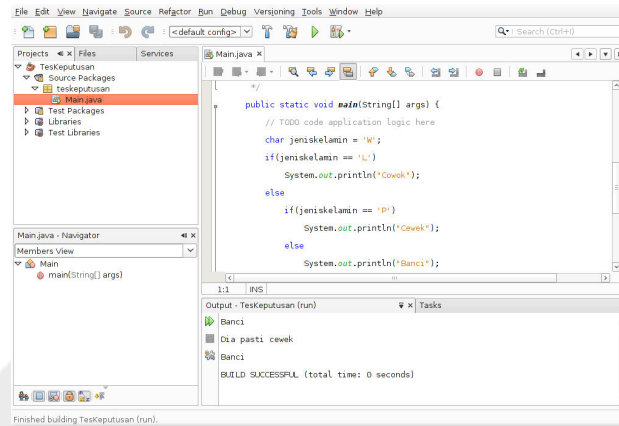 File Edit View Navigate Source Refactor Run Debug Versioning Tools Window Help
<default config>
Search (Ctrl+I)
Projects Files Services
Main.java
TesKeputusan
Source Packages
teskeputusan
Main.java
Test Packages
Libraries
Test Libraries
*/
public static void main(String[] args) {
// TODO code application logic here
char jeniskelamin = 'W';
if(jeniskelamin == 'L')
System.out.println("Cowok");
else
if(jeniskelamin == 'P')
System.out.println("Cewek");
else
System.out.println("Banci");
1:1 INS
Main.java - Navigator
Members View
Main
main(String[] args)
Output - TesKeputusan (run) Tasks
Banci
Dia pasti cewek
Banci
BUILD SUCCESSFUL (total time: 0 seconds)
Finished building TesKeputusan (run).